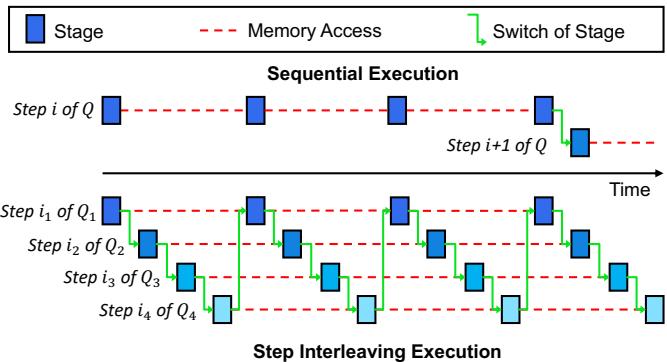 Stage Memory Access Switch of Stage
Sequential Execution
Step i of Q
Step i+1 of Q
Time
Step i₁ of Q₁
Step i₂ of Q₂
Step i₃ of Q₃
Step i₄ of Q₄
Step Interleaving Execution